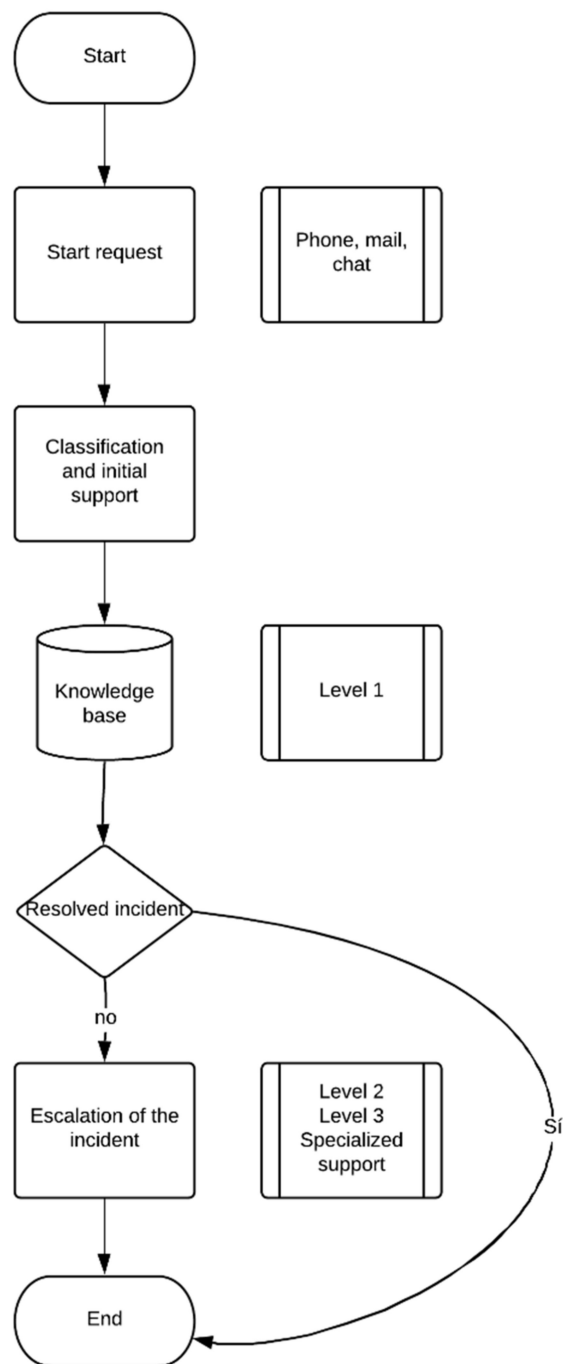 Start
Start request
Phone, mail,
chat
Classification
and initial
support
Knowledge
base
Level 1
Resolved incident
no
Escalation of the
incident
Level 2
Level 3
Specialized
support
Sí
End